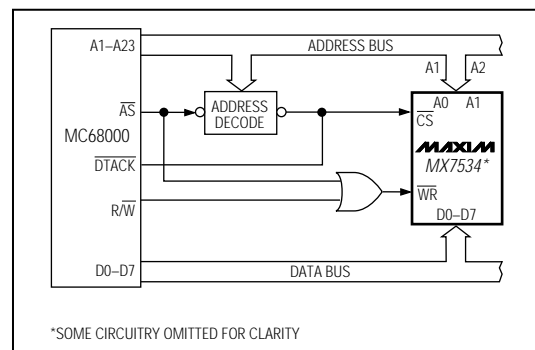 A1–A23
ADDRESS BUS
A1
A2
AS
ADDRESS
DECODE
A0 A1
CS
MC68000
MAXIM
MX7534*
DTACK
WR
R/W
D0–D7
D0–D7
DATA BUS
*SOME CIRCUITRY OMITTED FOR CLARITY